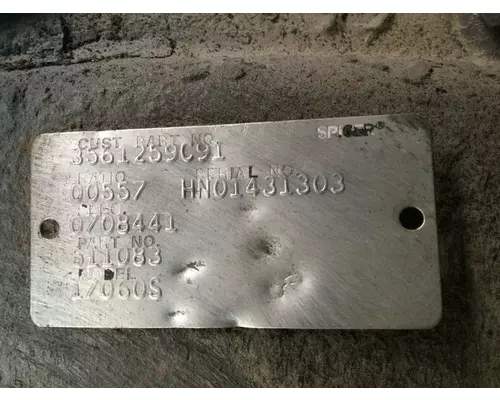 SPICER®
CUST. PART NO.
3561259C91
RATIO SERIAL NO.
00557 HN01431303
0708441
PART NO.
511083
MODEL
17060S